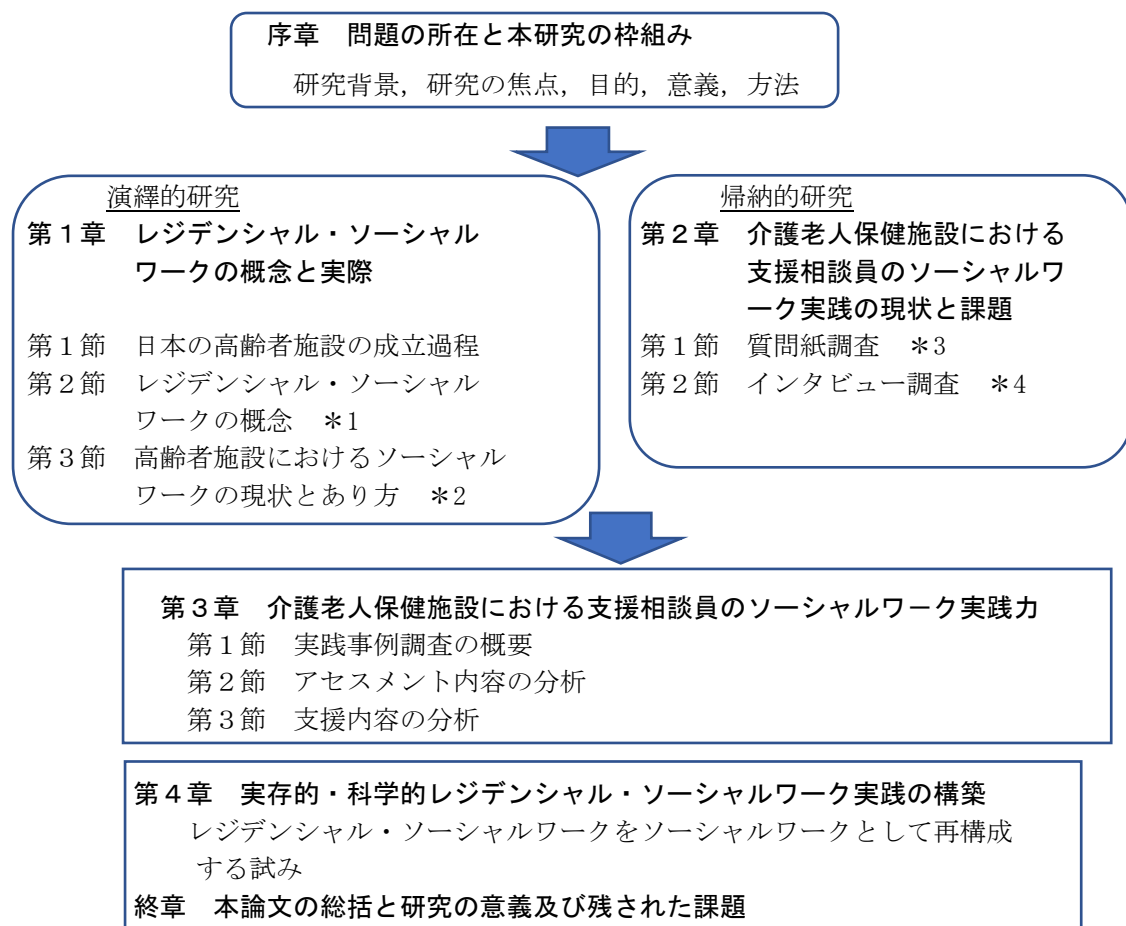 序章　問題の所在と本研究の枠組み
研究背景，研究の焦点，目的，意義，方法
演繹的研究
第１章　レジデンシャル・ソーシャル
ワークの概念と実際
第１節　日本の高齢者施設の成立過程
第２節　レジデンシャル・ソーシャル
ワークの概念　＊1
第３節　高齢者施設におけるソーシャル
ワークの現状とあり方　＊2
帰納的研究
第２章　介護老人保健施設における
支援相談員のソーシャルワ
ーク実践の現状と課題
第１節　質問紙調査　＊3
第２節　インタビュー調査　＊4
第３章　介護老人保健施設における支援相談員のソーシャルワーク実践力
第１節　実践事例調査の概要
第２節　アセスメント内容の分析
第３節　支援内容の分析
第４章　実存的・科学的レジデンシャル・ソーシャルワーク実践の構築
レジデンシャル・ソーシャルワークをソーシャルワークとして再構成
する試み
終章　本論文の総括と研究の意義及び残された課題